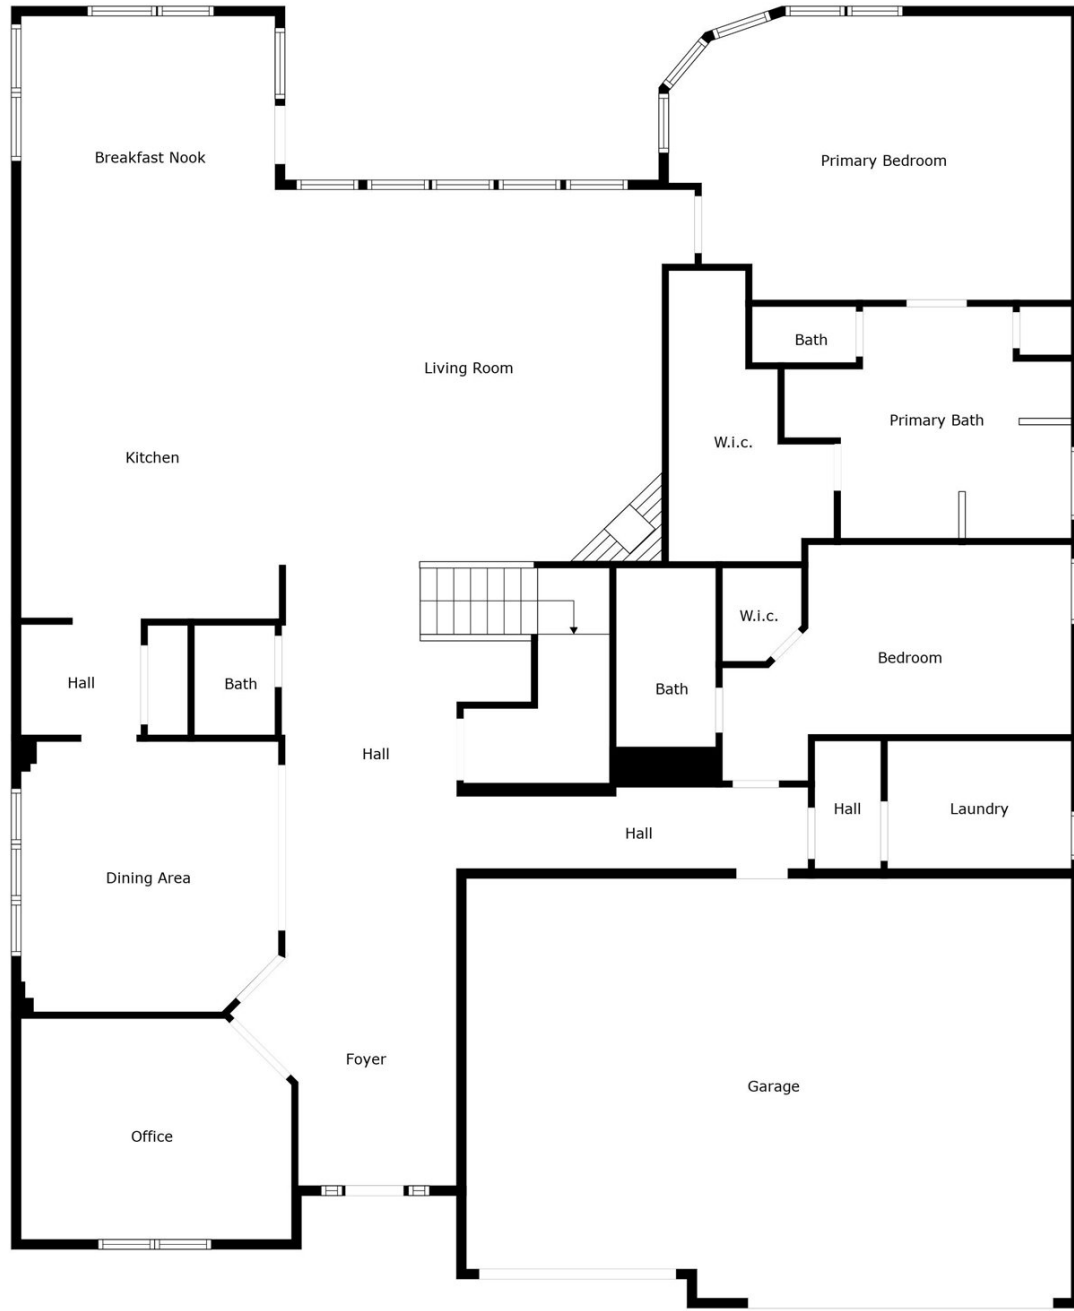 Breakfast Nook
Primary Bedroom
Bath
Living Room
Primary Bath
W.i.c.
Kitchen
W.i.c.
Bedroom
Hall
Bath
Bath
Hall
Hall
Laundry
Hall
Dining Area
Foyer
Garage
Office